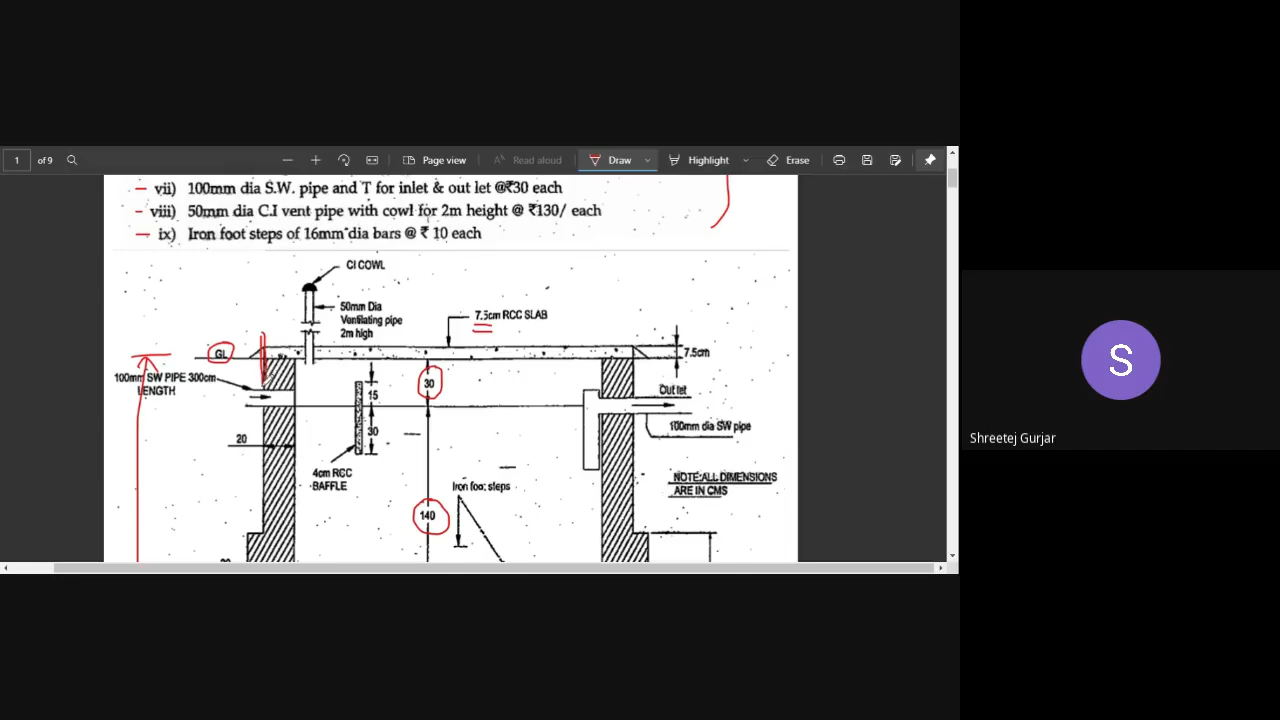 1 of 9 Page view Read aloud Draw Highlight Erase
vii) 100mm dia S.W. pipe and T for inlet & out let @₹30 each
viii) 50mm dia C.I vent pipe with cowl for 2m height @ ₹130/ each
ix) Iron foot steps of 16mm dia bars @ ₹ 10 each
CI COWL
50mm Dia
Ventilating pipe
2m high
7.5cm RCC SLAB
GL
7.5cm
100mm SW PIPE 300cm
LENGTH
30
15
Out let
100mm dia SW pipe
30
20
4cm RCC
BAFFLE
Iron foot steps
NOTE:ALL DIMENSIONS
ARE IN CMS
140
S
Shreetej Gurjar